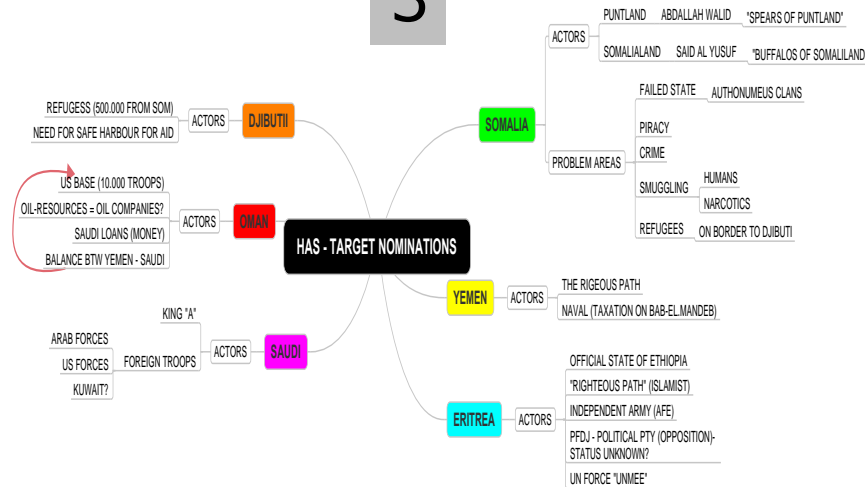 3
HAS - TARGET NOMINATIONS
SOMALIA
ACTORS
PUNTLAND ABDALLAH WALID "SPEARS OF PUNTLAND"
SOMALIALAND SAID AL YUSUF "BUFFALOS OF SOMALILAND
PROBLEM AREAS
FAILED STATE AUTHONUMEUS CLANS
PIRACY
CRIME
SMUGGLING
HUMANS
NARCOTICS
REFUGEES ON BORDER TO DJIBUTI
YEMEN
ACTORS
THE RIGEOUS PATH
NAVAL (TAXATION ON BAB-EL.MANDEB)
ERITREA
ACTORS
OFFICIAL STATE OF ETHIOPIA
"RIGHTEOUS PATH" (ISLAMIST)
INDEPENDENT ARMY (AFE)
PFDJ - POLITICAL PTY (OPPOSITION)-
STATUS UNKNOWN?
UN FORCE "UNMEE"
DJIBUTII
ACTORS
REFUGESS (500.000 FROM SOM)
NEED FOR SAFE HARBOUR FOR AID
OMAN
ACTORS
US BASE (10.000 TROOPS)
OIL-RESOURCES = OIL COMPANIES?
SAUDI LOANS (MONEY)
BALANCE BTW YEMEN - SAUDI
SAUDI
ACTORS
KING "A"
FOREIGN TROOPS
ARAB FORCES
US FORCES
KUWAIT?